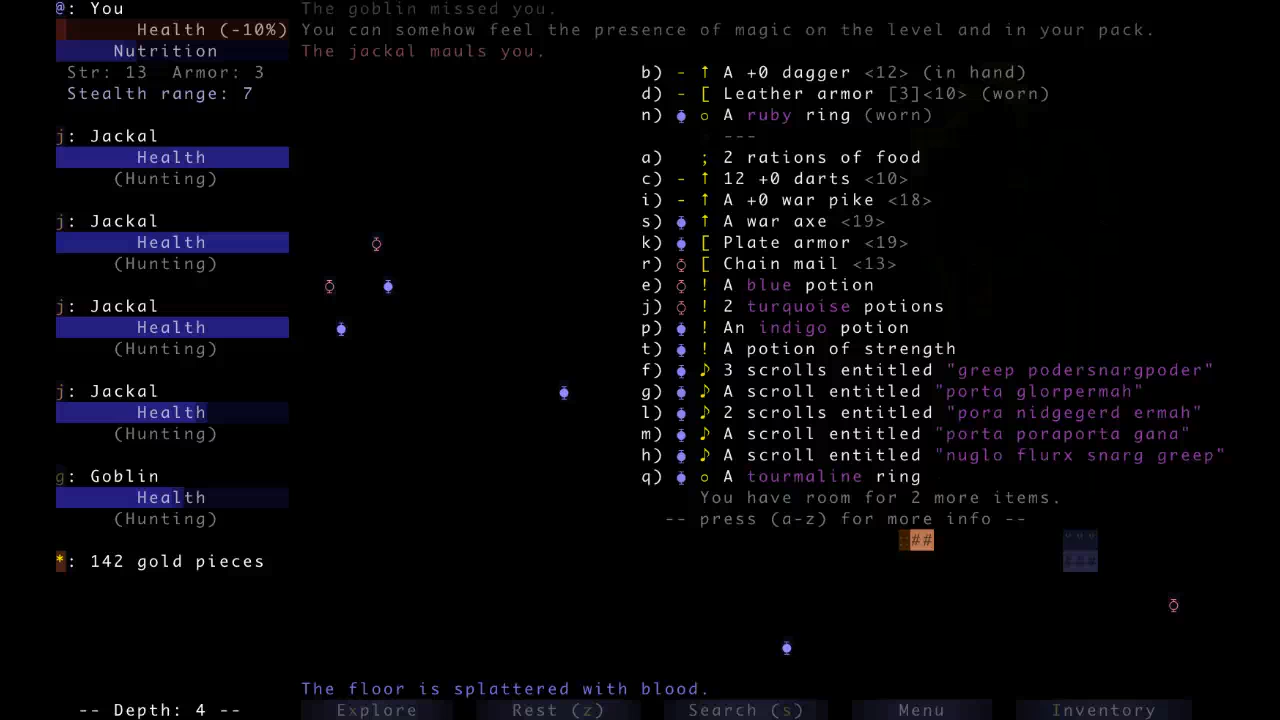 @: You
Health (-10%)
Nutrition
Str: 13 Armor: 3
Stealth range: 7
j: Jackal
Health
(Hunting)
j: Jackal
Health
(Hunting)
j: Jackal
Health
(Hunting)
j: Jackal
Health
(Hunting)
g: Goblin
Health
(Hunting)
*: 142 gold pieces
-- Depth: 4 --
The goblin missed you.
You can somehow feel the presence of magic on the level and in your pack.
The jackal mauls you.
b) - ↑ A +0 dagger <12> (in hand)
d) - [ Leather armor [3]<10> (worn)
n) ○ A ruby ring (worn)
---
a) ; 2 rations of food
c) - ↑ 12 +0 darts <10>
i) - ↑ A +0 war pike <18>
s) ↑ A war axe <19>
k) [ Plate armor <19>
r) [ Chain mail <13>
e) ! A blue potion
j) ! 2 turquoise potions
p) ! An indigo potion
t) ! A potion of strength
f) ♪ 3 scrolls entitled "greep podersnargpoder"
g) ♪ A scroll entitled "porta glorpermah"
l) ♪ 2 scrolls entitled "pora nidgegerd ermah"
m) ♪ A scroll entitled "porta poraporta gana"
h) ♪ A scroll entitled "nuglo flurx snarg greep"
q) ○ A tourmaline ring
You have room for 2 more items.
-- press (a-z) for more info --
##
The floor is splattered with blood.
Explore Rest (z) Search (s) Menu Inventory